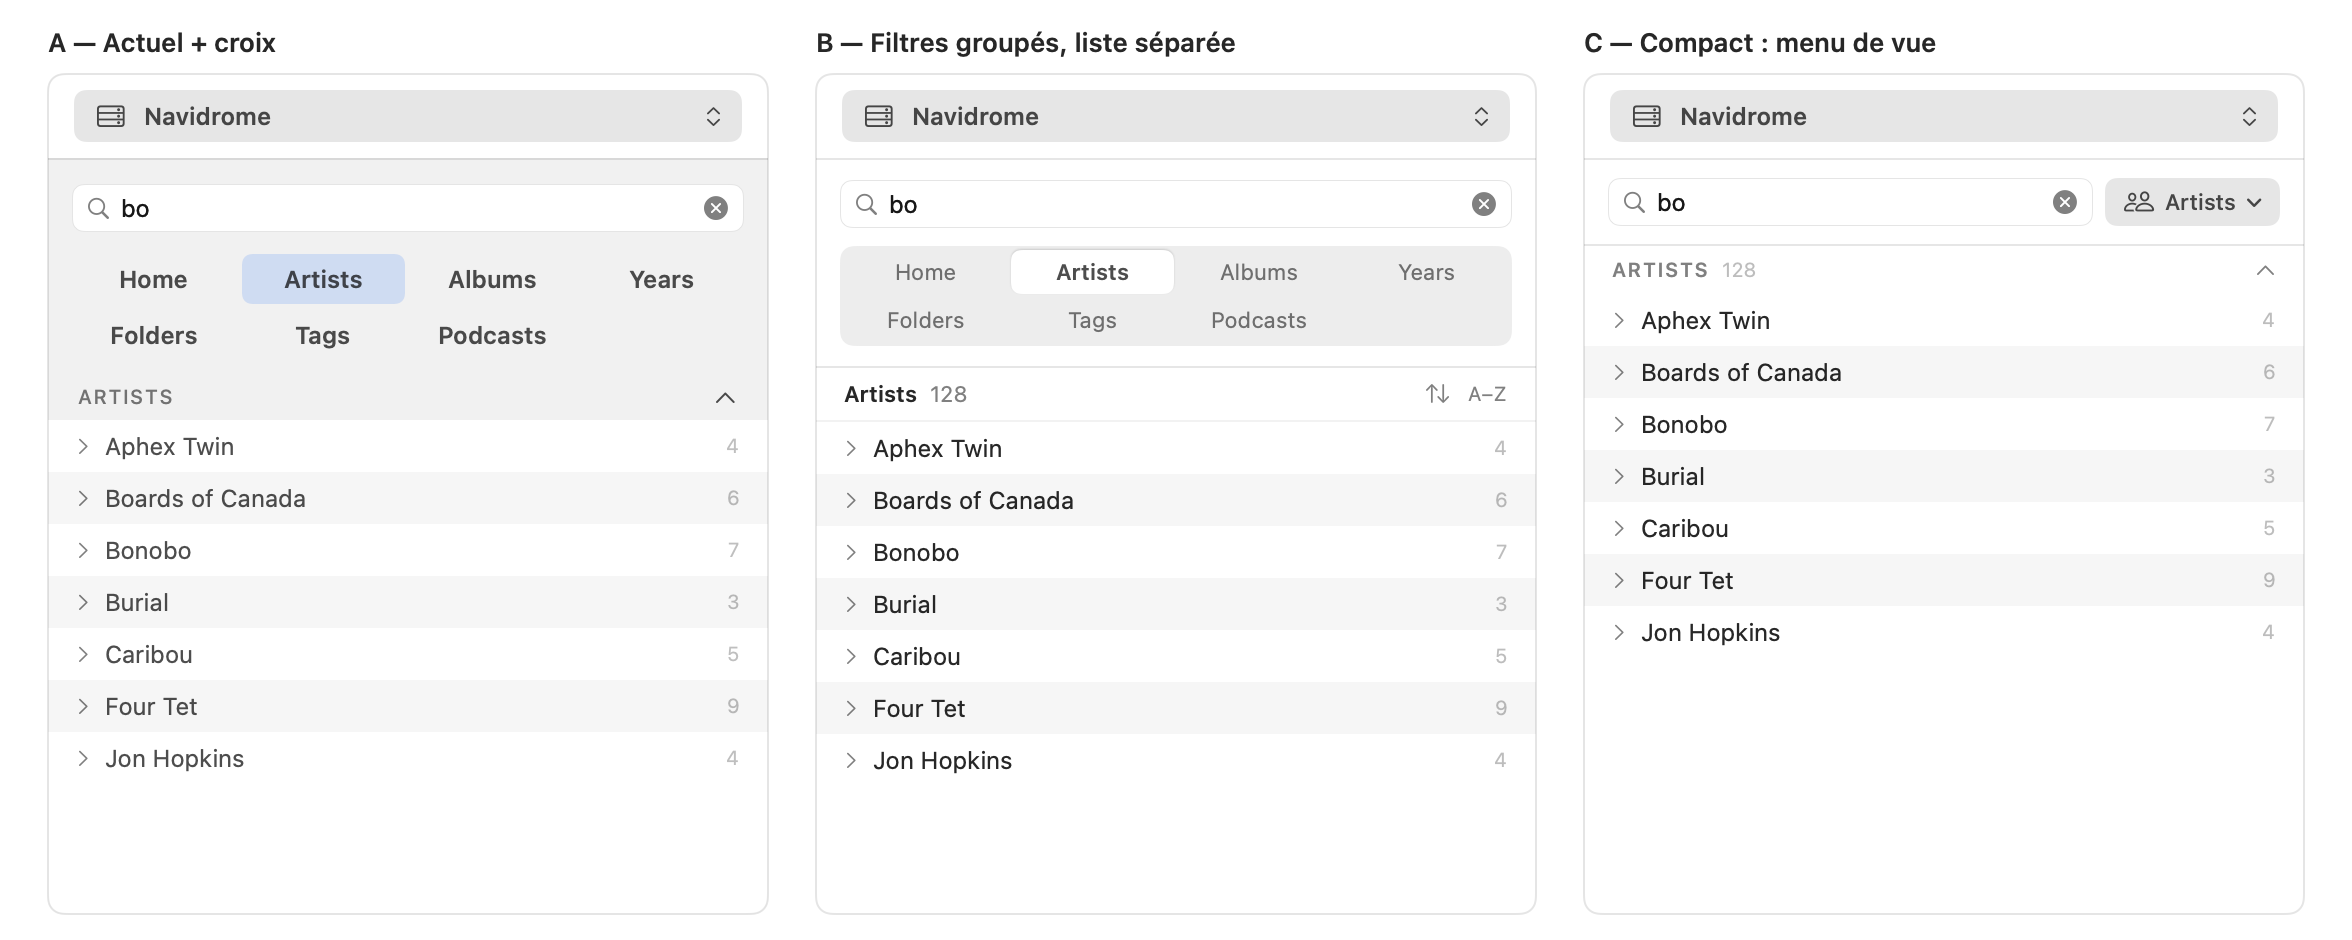 A — Actuel + croix
Navidrome
bo
Home Artists Albums Years
Folders Tags Podcasts
ARTISTS
Aphex Twin 4
Boards of Canada 6
Bonobo 7
Burial 3
Caribou 5
Four Tet 9
Jon Hopkins 4
B — Filtres groupés, liste séparée
Navidrome
bo
Home Artists Albums Years
Folders Tags Podcasts
Artists 128 A–Z
Aphex Twin 4
Boards of Canada 6
Bonobo 7
Burial 3
Caribou 5
Four Tet 9
Jon Hopkins 4
C — Compact : menu de vue
Navidrome
bo Artists
ARTISTS 128
Aphex Twin 4
Boards of Canada 6
Bonobo 7
Burial 3
Caribou 5
Four Tet 9
Jon Hopkins 4